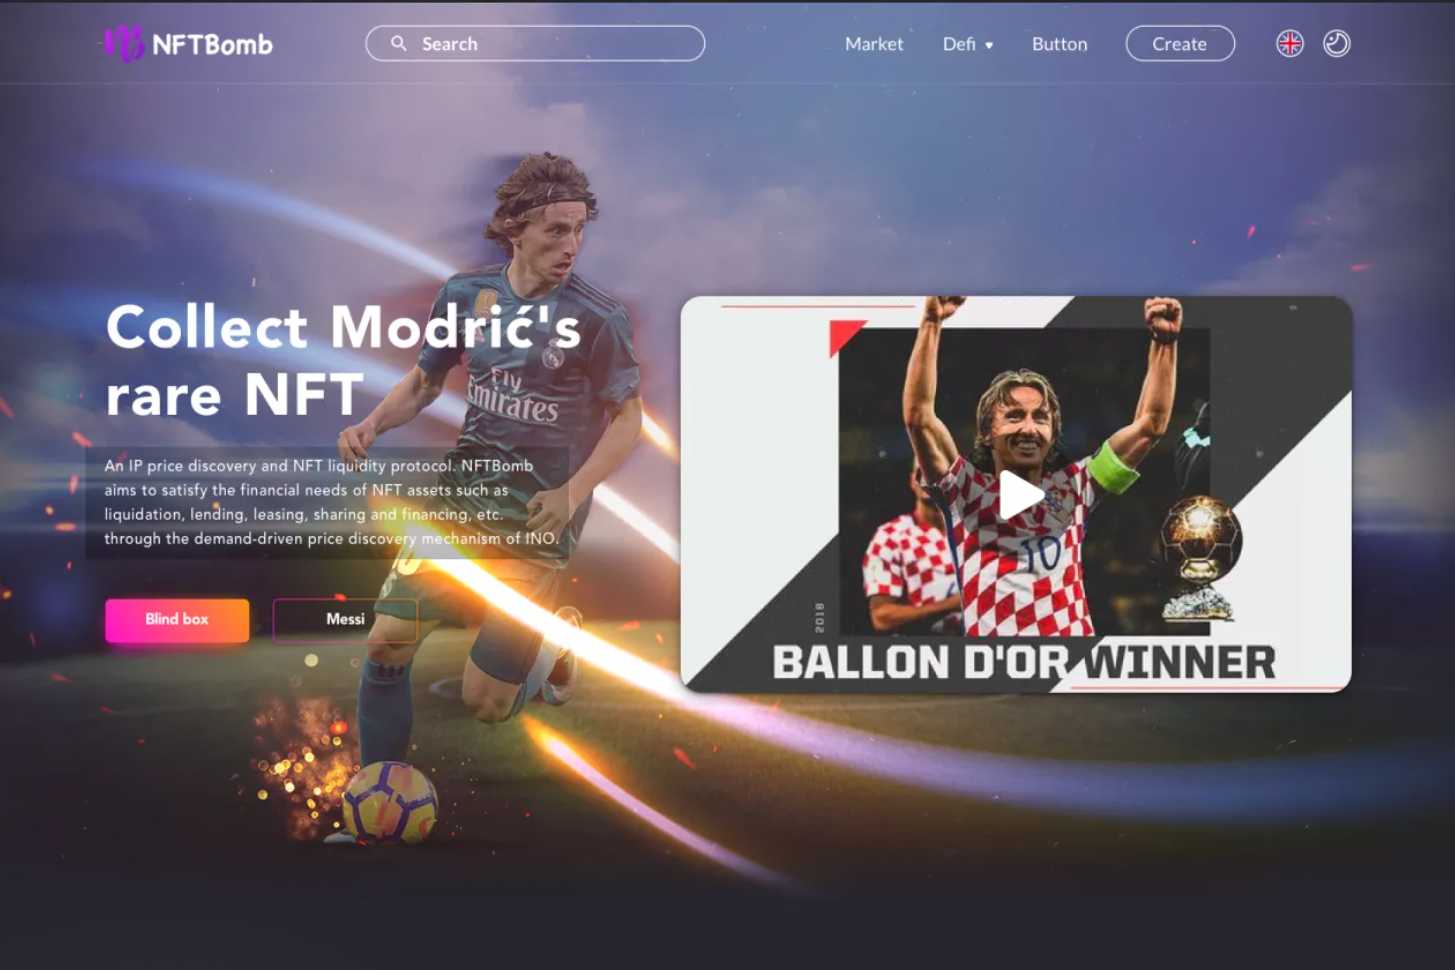 NFTBomb
Search
Market
Defi
Button
Create
Collect Modrić's
rare NFT
Fly
Emirates
An IP price discovery and NFT liquidity protocol. NFTBomb
aims to satisfy the financial needs of NFT assets such as
liquidation, lending, leasing, sharing and financing, etc.
through the demand-driven price discovery mechanism of INO.
Blind box
Messi
10
2018
BALLON D'OR WINNER